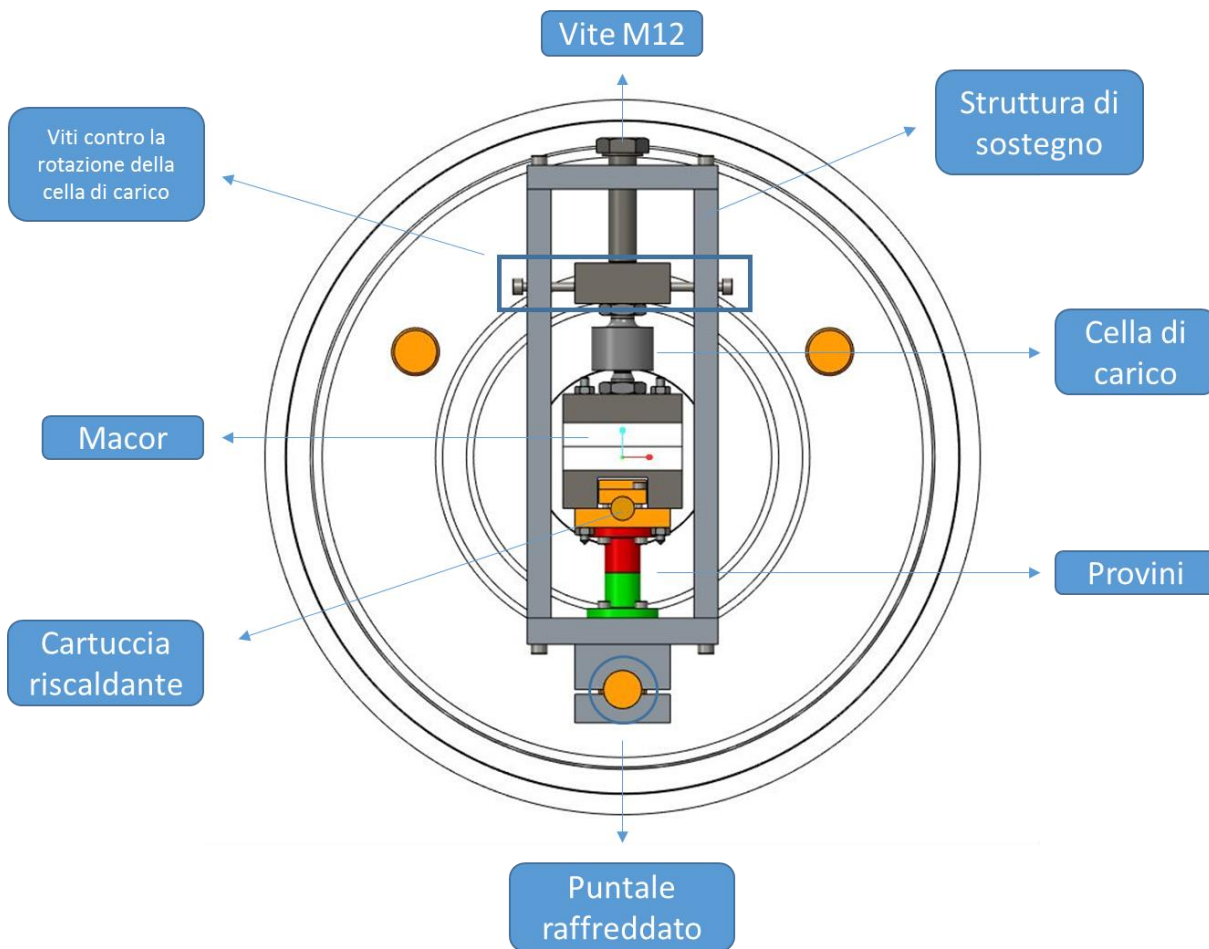 Vite M12
Viti contro la
rotazione della
cella di carico
Struttura di
sostegno
Cella di
carico
Macor
Provini
Cartuccia
riscaldante
Puntale
raffreddato